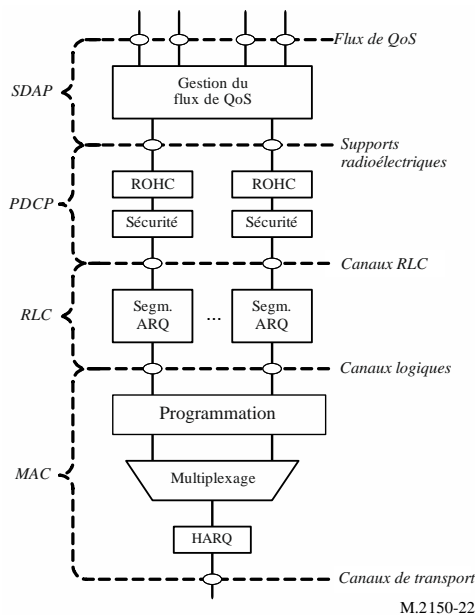 Flux de QoS
Gestion du
flux de QoS
SDAP
Supports
radioélectriques
ROHC ROHC
PDCP
Sécurité Sécurité
Canaux RLC
Segm.
ARQ
...
Segm.
ARQ
RLC
Canaux logiques
Programmation
Multiplexage
MAC
HARQ
Canaux de transport
M.2150-22